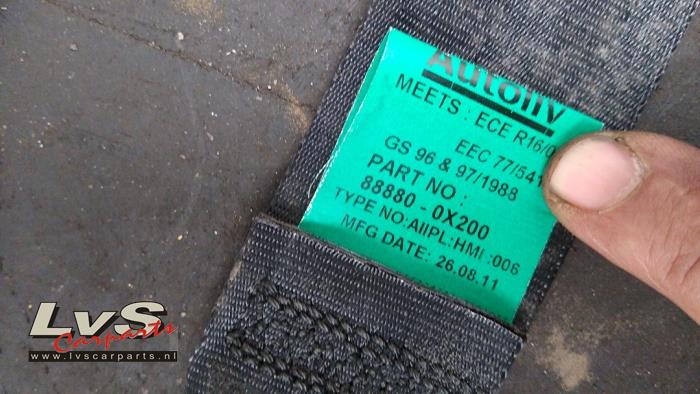 Autoliv
MEETS : ECE R16/0
EEC 77/541
GS 96 & 97/1988
PART NO :
88880 - 0X200
TYPE NO:AIIPL:HMI :006
MFG DATE: 26.08.11
LvS
Carparts
www.lvscarparts.nl